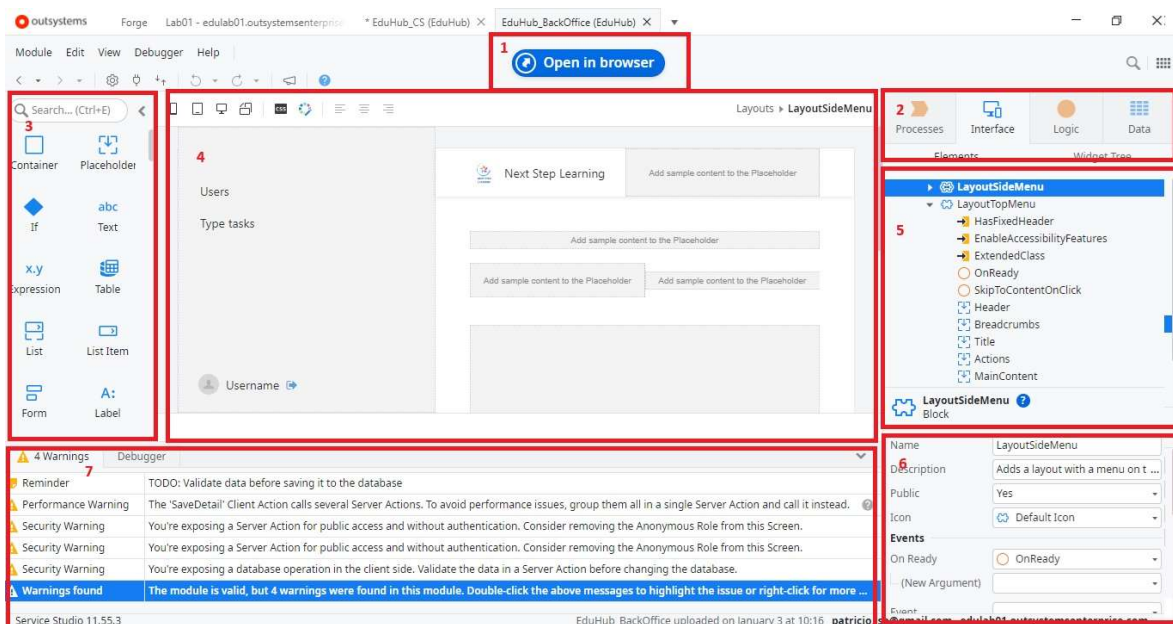 outsystems Forge Lab01 - edulab01.outsystemsenterprise * EduHub_CS (EduHub) EduHub_BackOffice (EduHub)
Module Edit View Debugger Help
1
Open in browser
Search... (Ctrl+E)
3
Container Placeholder
If abc Text
x.y Expression Table
List List Item
Form A: Label
css
Layouts LayoutSideMenu
4
Users
Type tasks
Next Step Learning Add sample content to the Placeholder
Add sample content to the Placeholder
Add sample content to the Placeholder Add sample content to the Placeholder
Username
2
Processes Interface Logic Data
Elements Widget Tree
5
LayoutSideMenu
LayoutTopMenu
HasFixedHeader
EnableAccessibilityFeatures
ExtendedClass
OnReady
SkipToContentOnClick
Header
Breadcrumbs
Title
Actions
MainContent
LayoutSideMenu
Block
6
Name LayoutSideMenu
Description Adds a layout with a menu on t ...
Public Yes
Icon Default Icon
Events
On Ready OnReady
(New Argument)
Event
4 Warnings Debugger
7
Reminder TODO: Validate data before saving it to the database
Performance Warning The 'SaveDetail' Client Action calls several Server Actions. To avoid performance issues, group them all in a single Server Action and call it instead.
Security Warning You're exposing a Server Action for public access and without authentication. Consider removing the Anonymous Role from this Screen.
Security Warning You're exposing a Server Action for public access and without authentication. Consider removing the Anonymous Role from this Screen.
Security Warning You're exposing a database operation in the client side. Validate the data in a Server Action before changing the database.
Warnings found The module is valid, but 4 warnings were found in this module. Double-click the above messages to highlight the issue or right-click for more ...
Service Studio 11.55.3 EduHub_BackOffice uploaded on January 3 at 10:16 edulab01.outsystemsenterprise.com